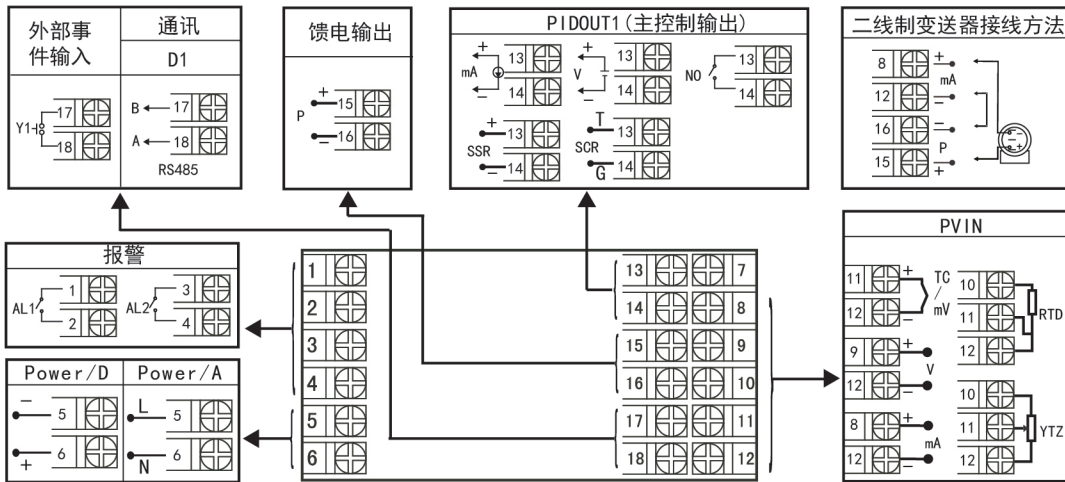 外部事
件输入
17
Y1
18
通讯
D1
B 17
A 18
RS485
馈电输出
+
15
P
16
−
PIDOUT1(主控制输出)
+
mA
−
13
14
+
V
−
13
14
NO
13
14
+
SSR
−
13
14
T
SCR
G
13
14
二线制变送器接线方法
8 +
mA
12 −
16 −
P
15 +
− +
报警
AL1
1
2
AL2
3
4
Power/D
− 5
+ 6
Power/A
L 5
N 6
1
2
3
4
5
6
13 7
14 8
15 9
16 10
17 11
18 12
PVIN
11 +
TC
/
mV
12 −
9 +
V
12 −
8 +
mA
12 −
10
11
RTD
12
10
11
YTZ
12